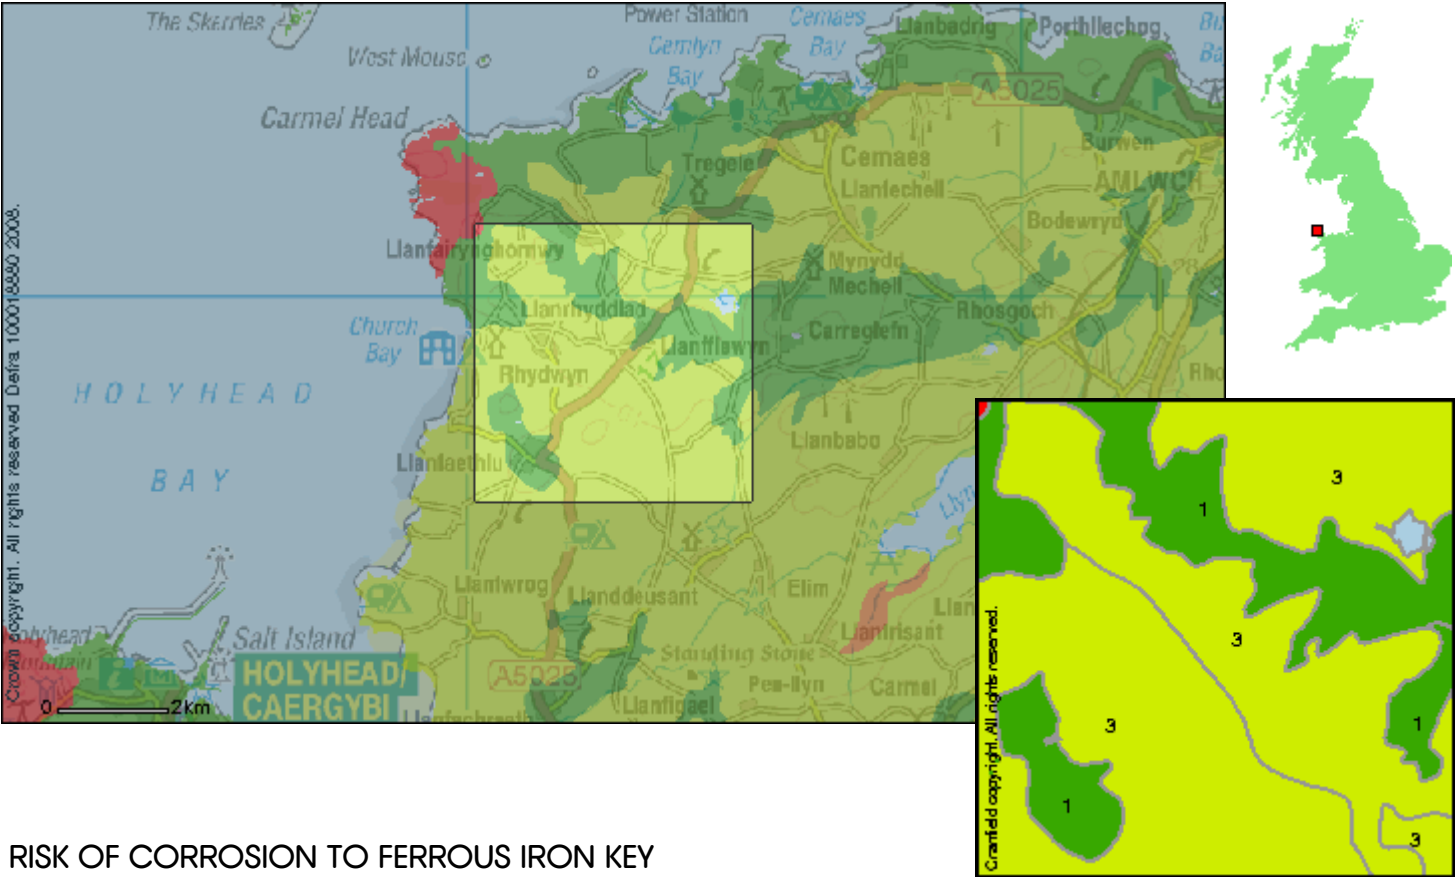 The Skerries
West Mouse
Carmel Head
Power Station
Cemlyn
Bay
Cemaes
Bay
Llanbadrig
Porthllechog
A5025
Burwen
Tregele
Cemaes
Llanfechell
AMLWCH
Bodewryd
Llanfairynghornwy
Mynydd
Mechell
Rhosgoch
Llanrhyddlad
Carreglefn
Llanfflewyn
Church
Bay
Rhydwyn
HOLYHEAD
BAY
Llanfaethlu
Llanbabo
Llantwrog
Llanddeusant
Elim
Llantrisant
Salt Island
HOLYHEAD/
CAERGYBI
A5025
Standing Stone
Pen-llyn
Carmel
Llanfigael
0 2km
Crown copyright. All rights reserved. Defra 100018880 2008.
3
1
3
3
1
1
3
Cranfield copyright. All rights reserved.
RISK OF CORROSION TO FERROUS IRON KEY